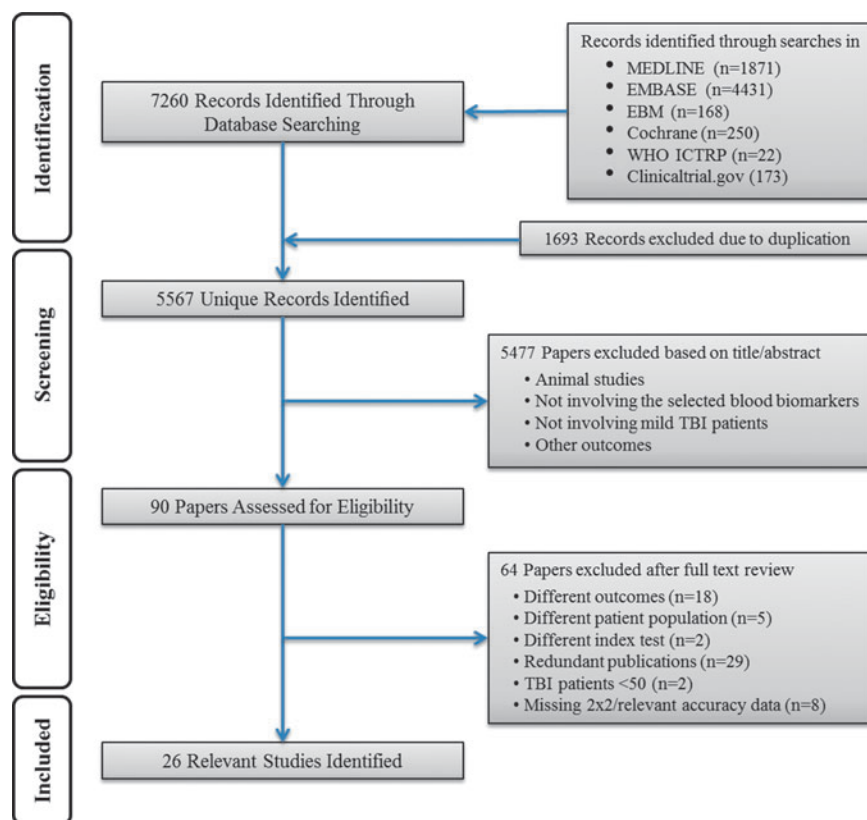 Identification
Records identified through searches in
• MEDLINE (n=1871)
• EMBASE (n=4431)
• EBM (n=168)
• Cochrane (n=250)
• WHO ICTRP (n=22)
• Clinicaltrial.gov (173)
7260 Records Identified Through
Database Searching
1693 Records excluded due to duplication
Screening
5567 Unique Records Identified
5477 Papers excluded based on title/abstract
• Animal studies
• Not involving the selected blood biomarkers
• Not involving mild TBI patients
• Other outcomes
Eligibility
90 Papers Assessed for Eligibility
64 Papers excluded after full text review
• Different outcomes (n=18)
• Different patient population (n=5)
• Different index test (n=2)
• Redundant publications (n=29)
• TBI patients <50 (n=2)
• Missing 2x2/relevant accuracy data (n=8)
Included
26 Relevant Studies Identified